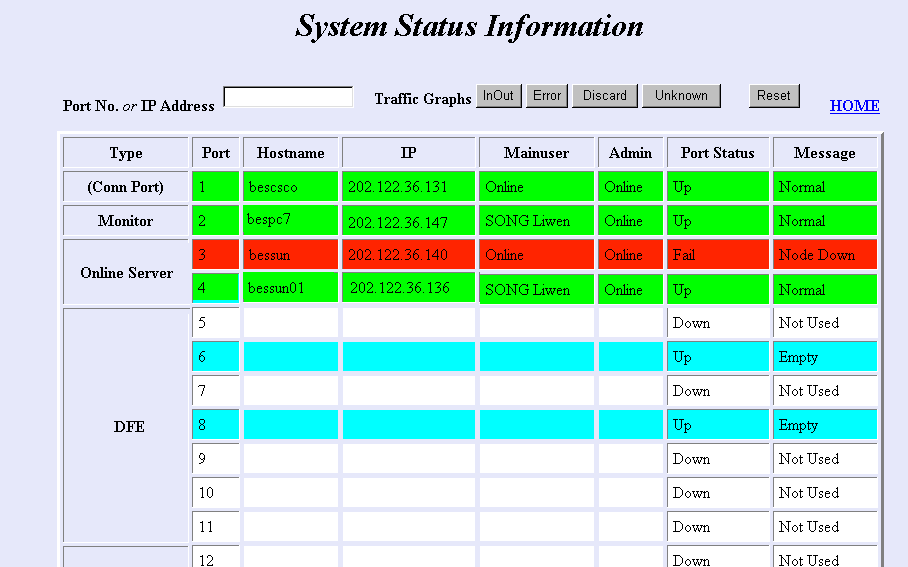 System Status Information
Port No. or IP Address Traffic Graphs InOut Error Discard Unknown Reset HOME
Type Port Hostname IP Mainuser Admin Port Status Message
(Conn Port) 1 bescsco 202.122.36.131 Online Online Up Normal
Monitor 2 bespc7 202.122.36.147 SONG Liwen Online Up Normal
Online Server 3 bessun 202.122.36.140 Online Online Fail Node Down
4 bessun01 202.122.36.136 SONG Liwen Online Up Normal
DFE 5 Down Not Used
6 Up Empty
7 Down Not Used
8 Up Empty
9 Down Not Used
10 Down Not Used
11 Down Not Used
12 Down Not Used